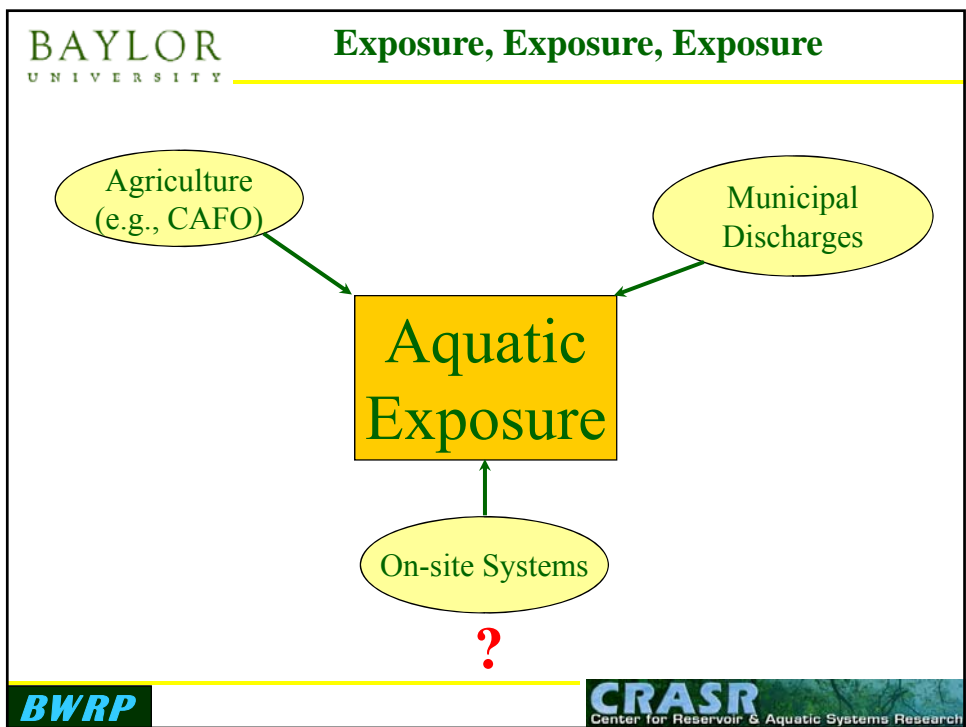 BAYLOR
UNIVERSITY
Exposure, Exposure, Exposure
Agriculture
(e.g., CAFO)
Municipal
Discharges
Aquatic
Exposure
On-site Systems
?
BWRP
CRASR
Center for Reservoir & Aquatic Systems Research